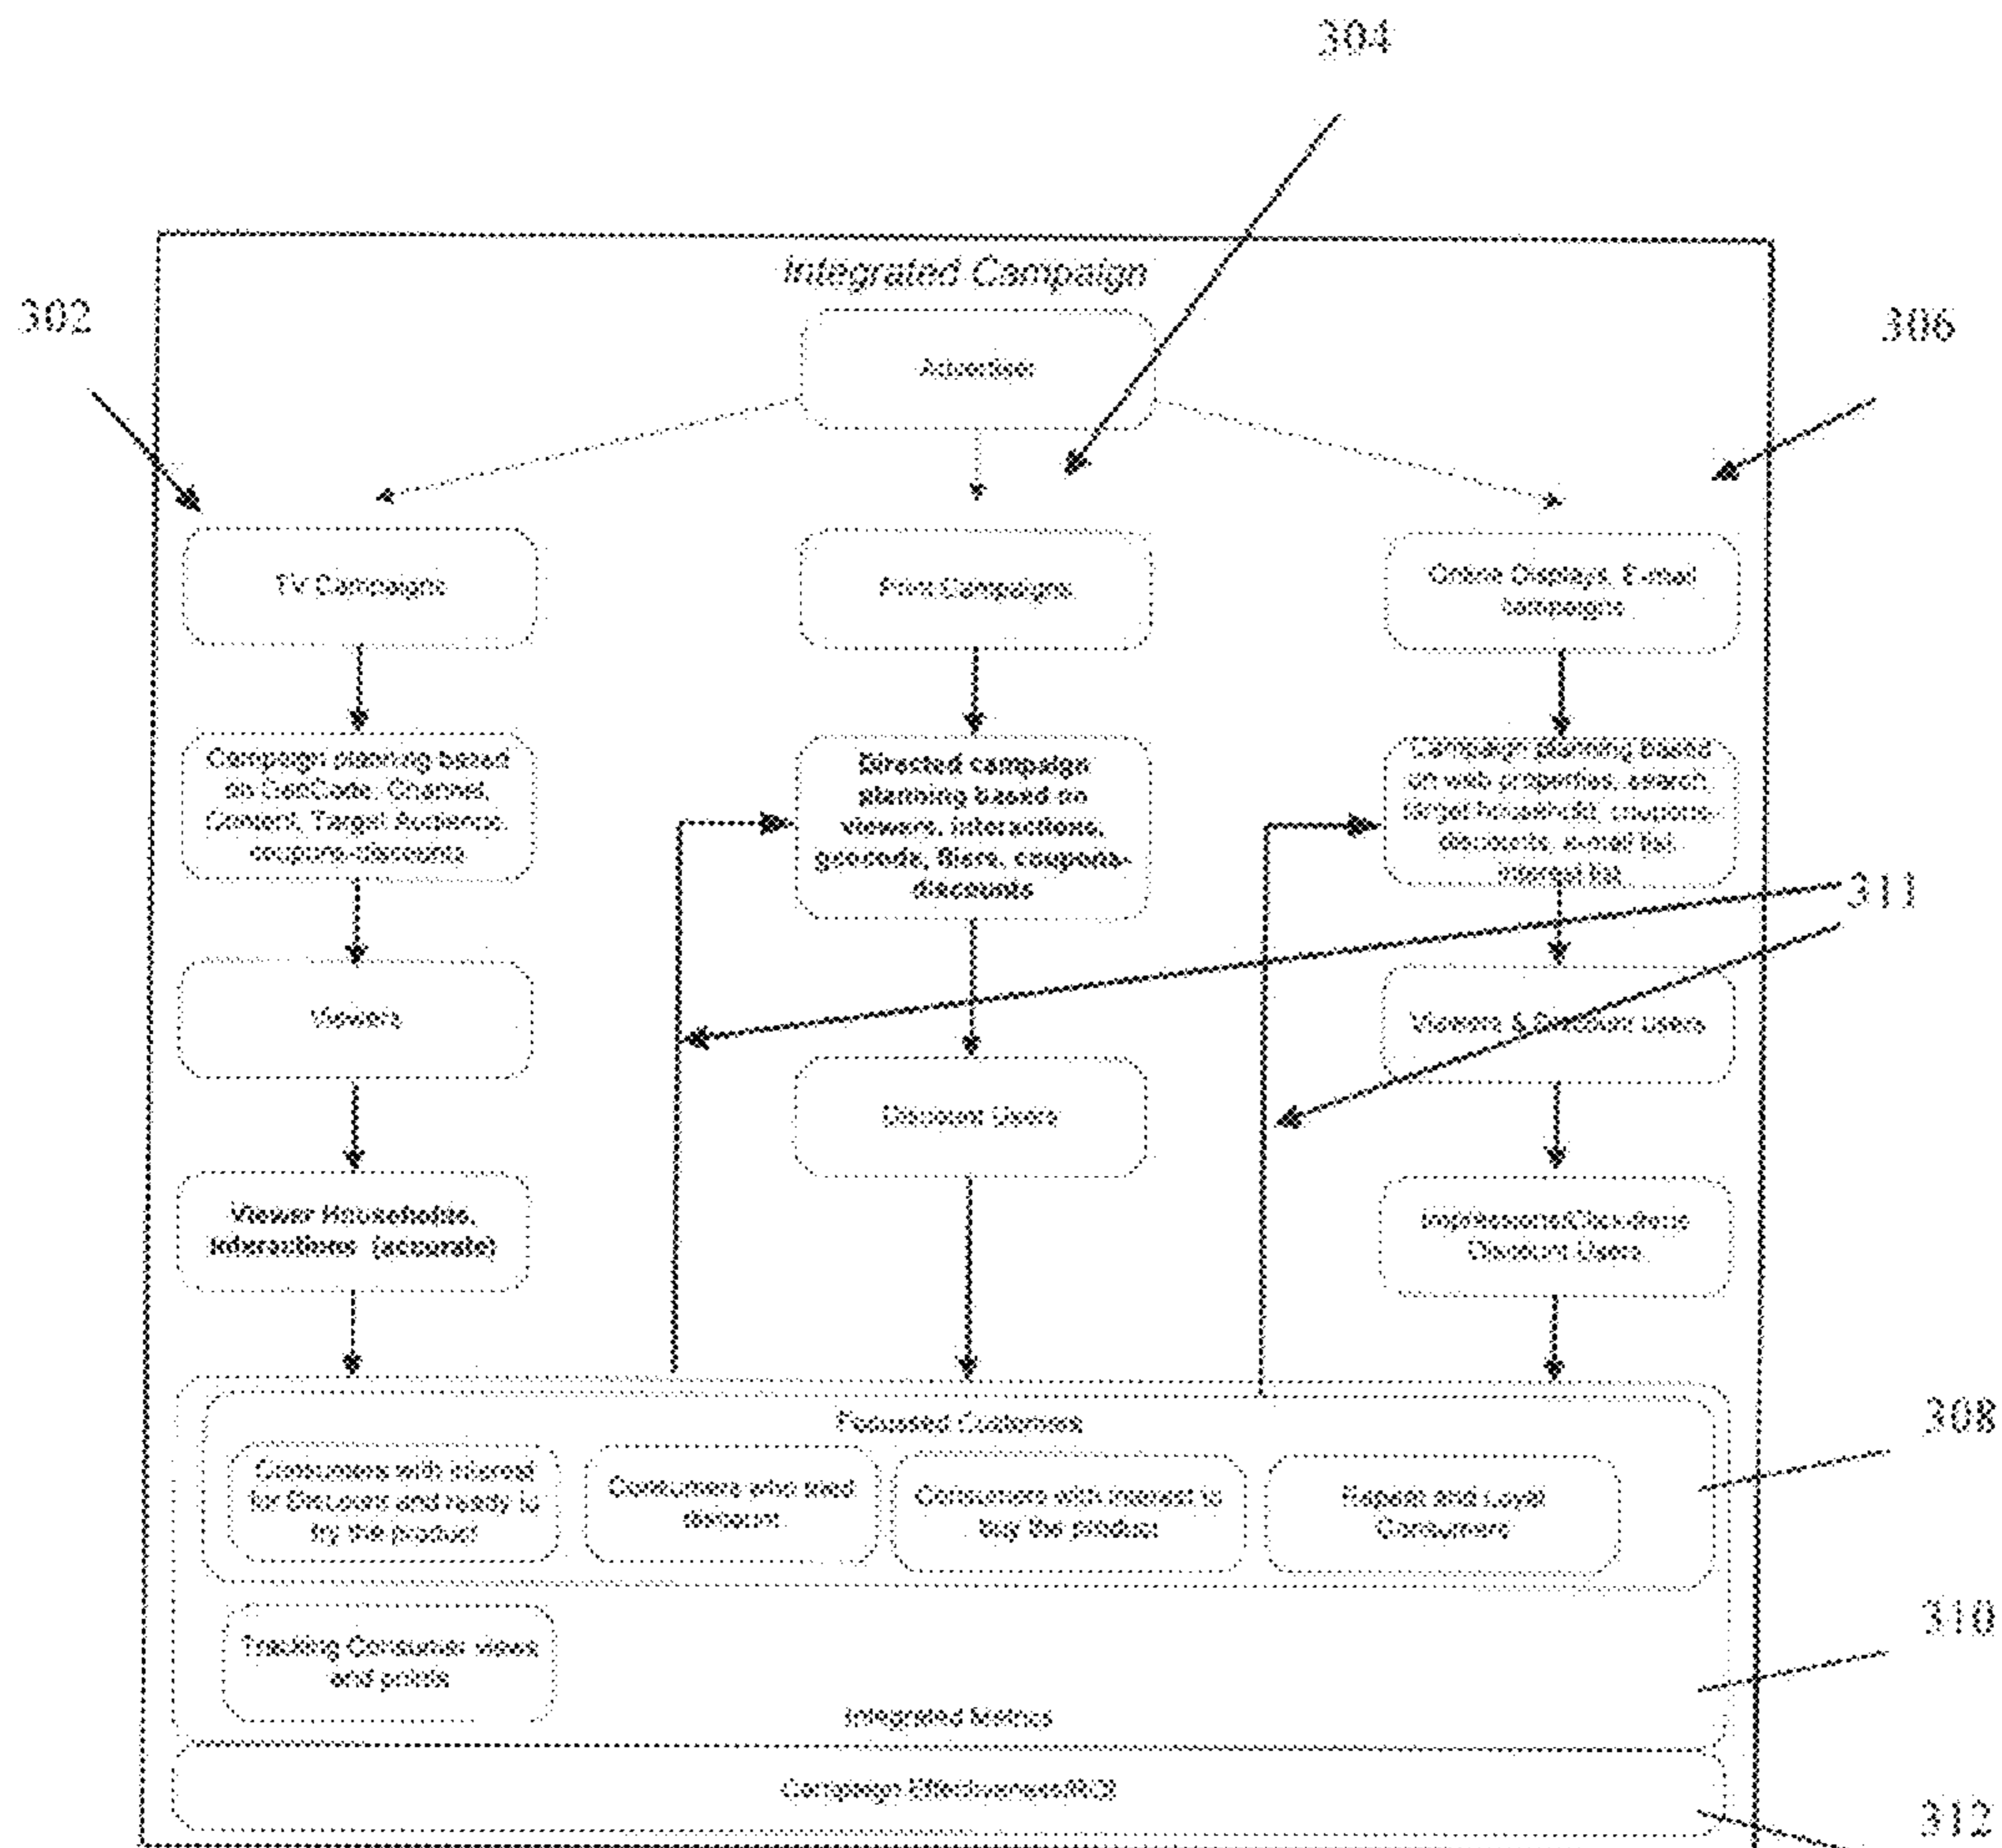 304
Integrated Campaign
302
306
Advertiser
TV Campaigns
Print Campaigns
Online Displays, E-mail
campaigns
Campaign planning based
on GeoCode, Channel,
Content, Target Audience,
coupons-discounts
Directed campaign
planning based on
viewers, interactions,
geocode, fliers, coupons-
discounts
Campaign planning based
on web properties, search,
target household, coupons-
discounts, e-mail list,
interest list
311
Viewers
Viewers & Discount users
Discount Users
Viewer Households,
Interactions (accurate)
Impressions/Click-thru
Discount Users
308
Focused Customers
Consumers with interest
for Discount and ready to
try the product
Consumers who tried
discount
Consumers with interest to
buy the product
Repeat and Loyal
Consumers
310
Tracking Consumer views
and prints
Integrated Metrics
Campaign Effectiveness/ROI
312